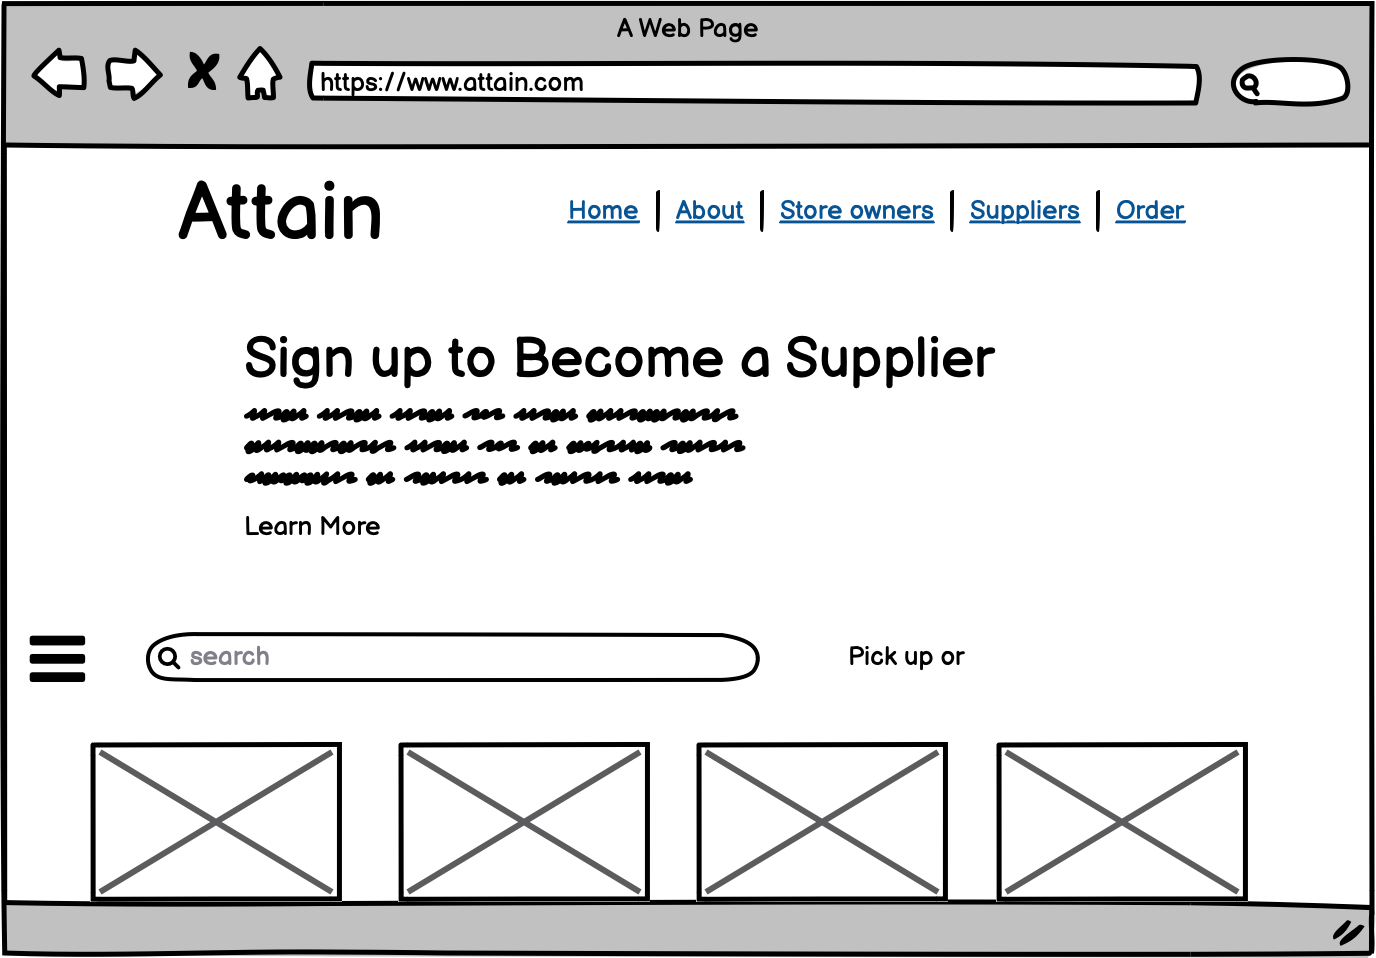 A Web Page
https://www.attain.com
Attain
Home | About | Store owners | Suppliers | Order
Sign up to Become a Supplier
Learn More
search
Pick up or